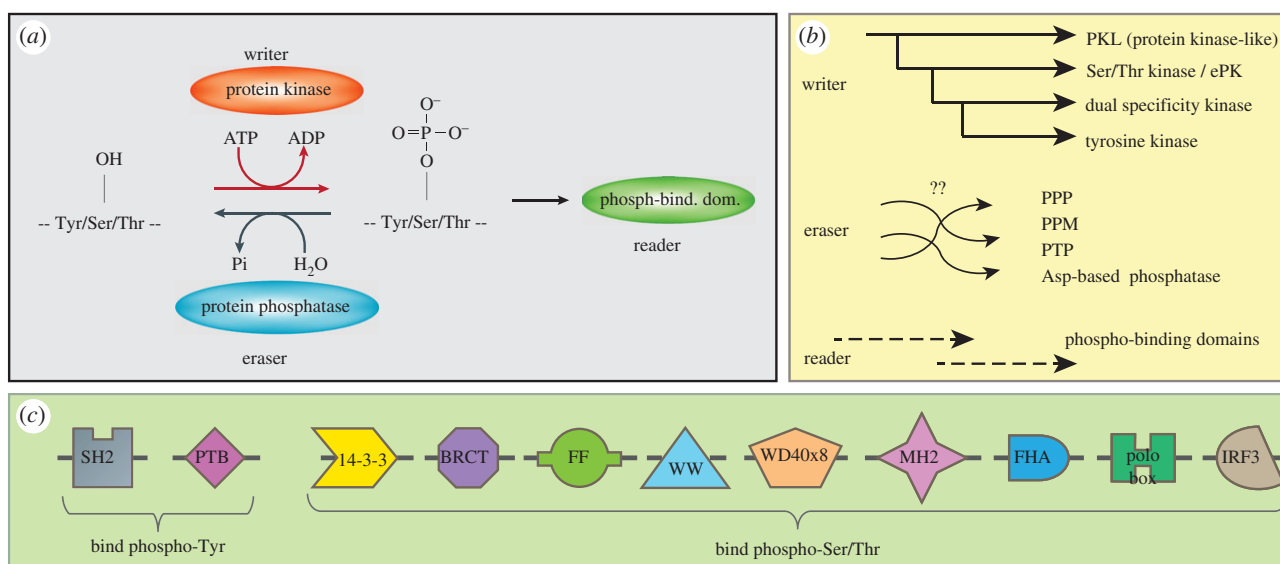 (a)
writer
protein kinase
ATP ADP
OH
O⁻
O=P—O⁻
O
-- Tyr/Ser/Thr --
-- Tyr/Ser/Thr --
phosph-bind. dom.
reader
Pi H₂O
protein phosphatase
eraser
(b)
writer
PKL (protein kinase-like)
Ser/Thr kinase / ePK
dual specificity kinase
tyrosine kinase
eraser
??
PPP
PPM
PTP
Asp-based phosphatase
reader
phospho-binding domains
(c)
SH2
PTB
14-3-3
BRCT
FF
WW
WD40x8
MH2
FHA
polo
box
IRF3
bind phospho-Tyr
bind phospho-Ser/Thr